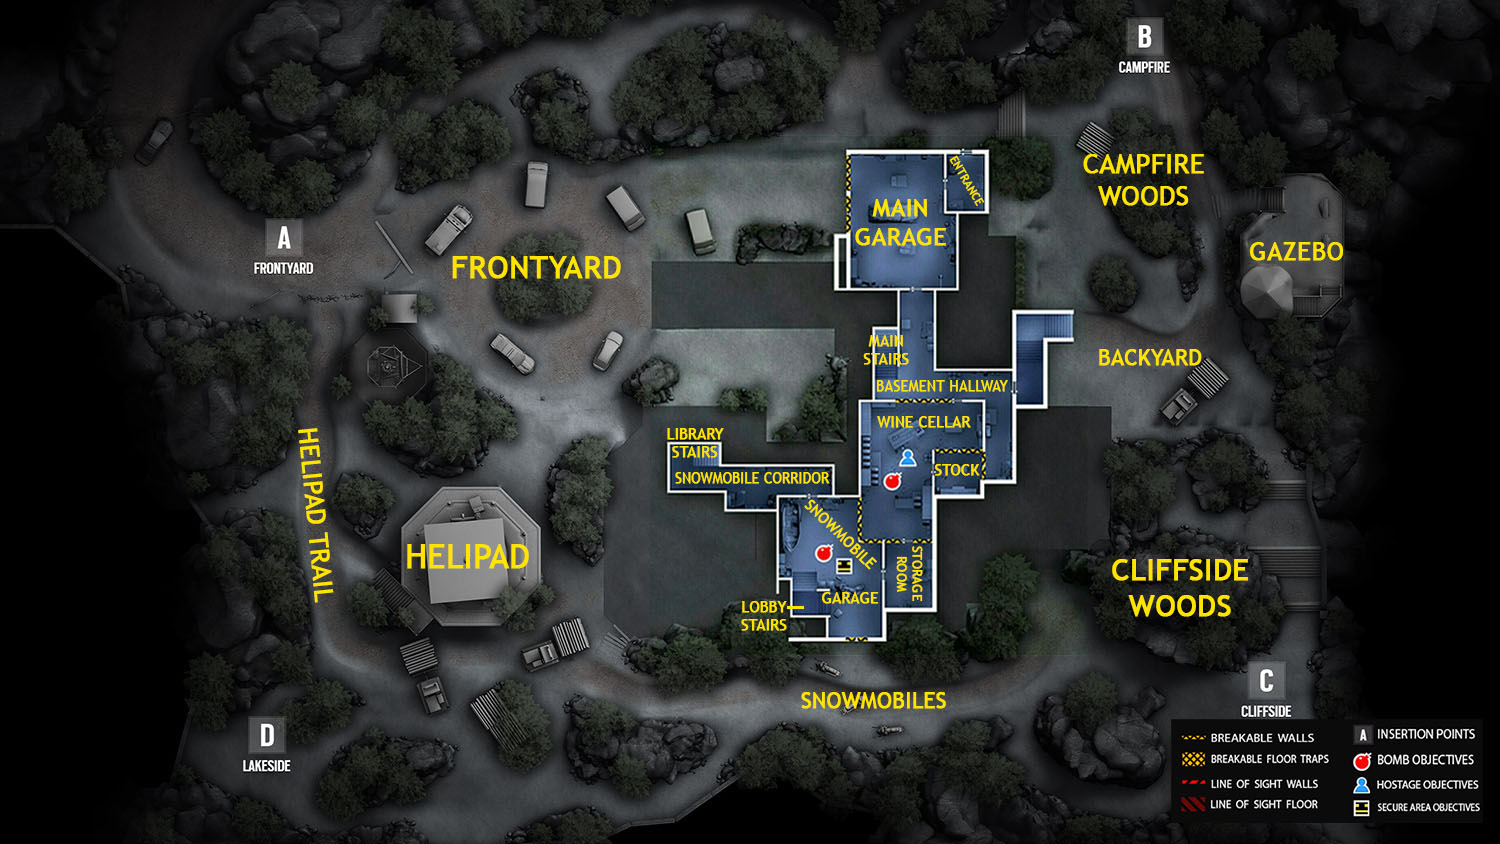 B
CAMPFIRE
CAMPFIRE
WOODS
ENTRANCE
MAIN
GARAGE
A
FRONTYARD
FRONTYARD
GAZEBO
MAIN
STAIRS
BACKYARD
BASEMENT HALLWAY
WINE CELLAR
LIBRARY
STAIRS
STOCK
SNOWMOBILE CORRIDOR
HELIPAD TRAIL
SNOWMOBILE
GARAGE
STORAGE
ROOM
HELIPAD
CLIFFSIDE
WOODS
LOBBY
STAIRS
SNOWMOBILES
C
CLIFFSIDE
D
LAKESIDE
BREAKABLE WALLS
BREAKABLE FLOOR TRAPS
LINE OF SIGHT WALLS
LINE OF SIGHT FLOOR
A INSERTION POINTS
BOMB OBJECTIVES
HOSTAGE OBJECTIVES
SECURE AREA OBJECTIVES